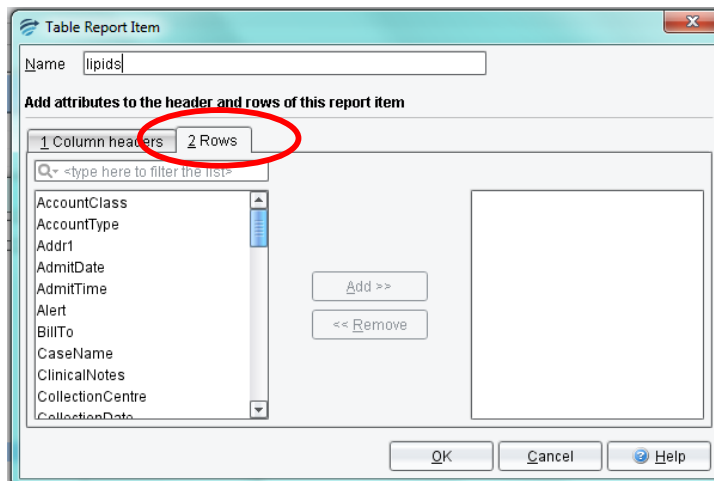 Table Report Item
Name lipids
Add attributes to the header and rows of this report item
1 Column headers 2 Rows
<type here to filter the list>
AccountClass
AccountType
Addr1
AdmitDate
AdmitTime
Alert
BillTo
CaseName
ClinicalNotes
CollectionCentre
CollectionDate
Add >>
<< Remove
OK Cancel Help